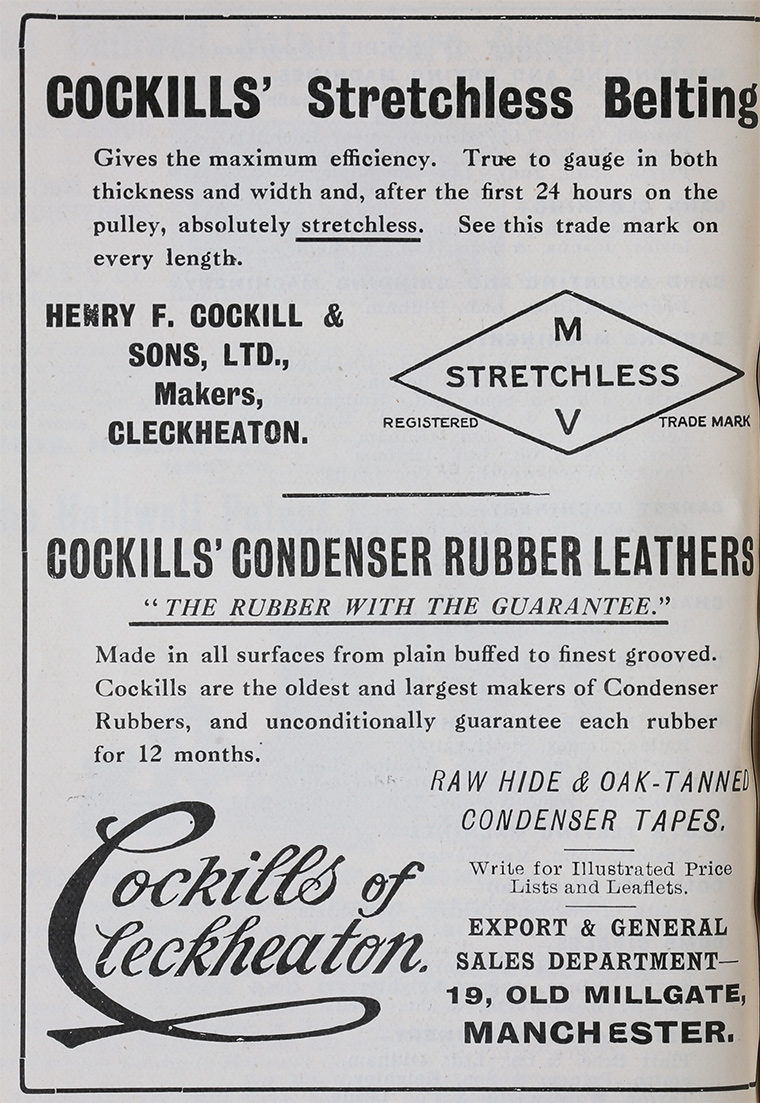 COCKILLS' Stretchless Belting
Gives the maximum efficiency. True to gauge in both
thickness and width and, after the first 24 hours on the
pulley, absolutely stretchless. See this trade mark on
every length.
HENRY F. COCKILL &
SONS, LTD.,
Makers,
CLECKHEATON.
M
STRETCHLESS
V
REGISTERED TRADE MARK
COCKILLS' CONDENSER RUBBER LEATHERS
"THE RUBBER WITH THE GUARANTEE."
Made in all surfaces from plain buffed to finest grooved.
Cockills are the oldest and largest makers of Condenser
Rubbers, and unconditionally guarantee each rubber
for 12 months.
RAW HIDE & OAK-TANNED
CONDENSER TAPES.
Cockills of
Cleckheaton.
Write for Illustrated Price
Lists and Leaflets.
EXPORT & GENERAL
SALES DEPARTMENT—
19, OLD MILLGATE,
MANCHESTER.